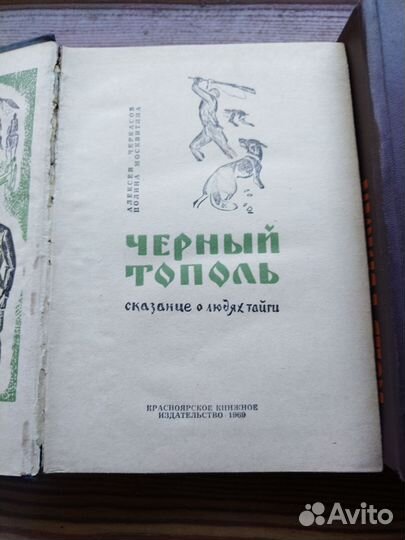 АЛЕКСЕЙ ЧЕРКАСОВ
ПОЛИНА МОСКВИТИНА
ЧЕРНЫЙ
ТОПОЛЬ
сказание о людях тайги
КРАСНОЯРСКОЕ КНИЖНОЕ
ИЗДАТЕЛЬСТВО 1969
Avito